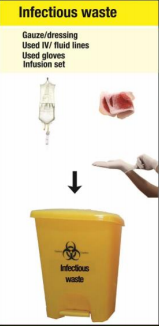 Infectious waste
Gauze/dressing
Used IV/ fluid lines
Used gloves
Infusion set
Infectious
waste